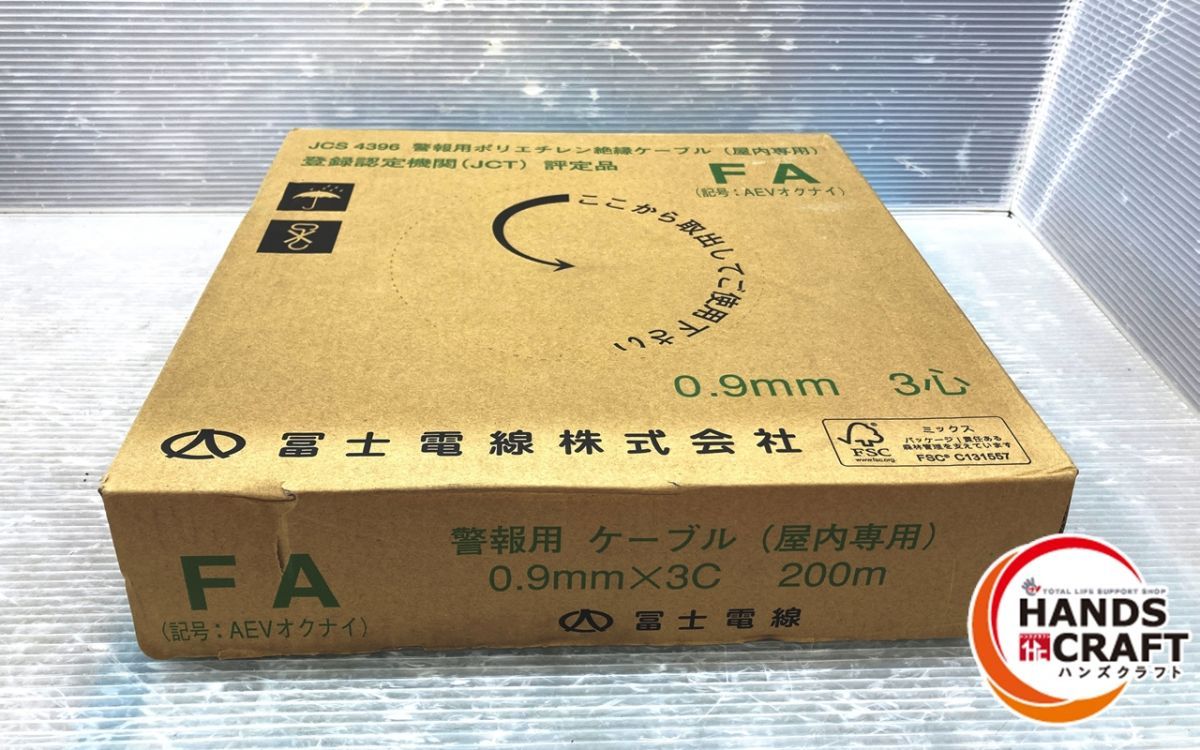 JCS 4396 警報用ポリエチレン絶縁ケーブル（屋内専用）
登録認定機関（JCT） 評定品
FA
（記号：AEVオクナイ）
ここから取出してご使用下さい
0.9mm 3心
冨士電線株式会社
FSC
www.fsc.org
ミックス
パッケージ｜責任ある
森林管理を支えています
FSC® C131557
FA
（記号：AEVオクナイ）
警報用 ケーブル（屋内専用）
0.9mm×3C 200m
冨士電線
TOTAL LIFE SUPPORT SHOP
HANDS
CRAFT
ハンズクラフト